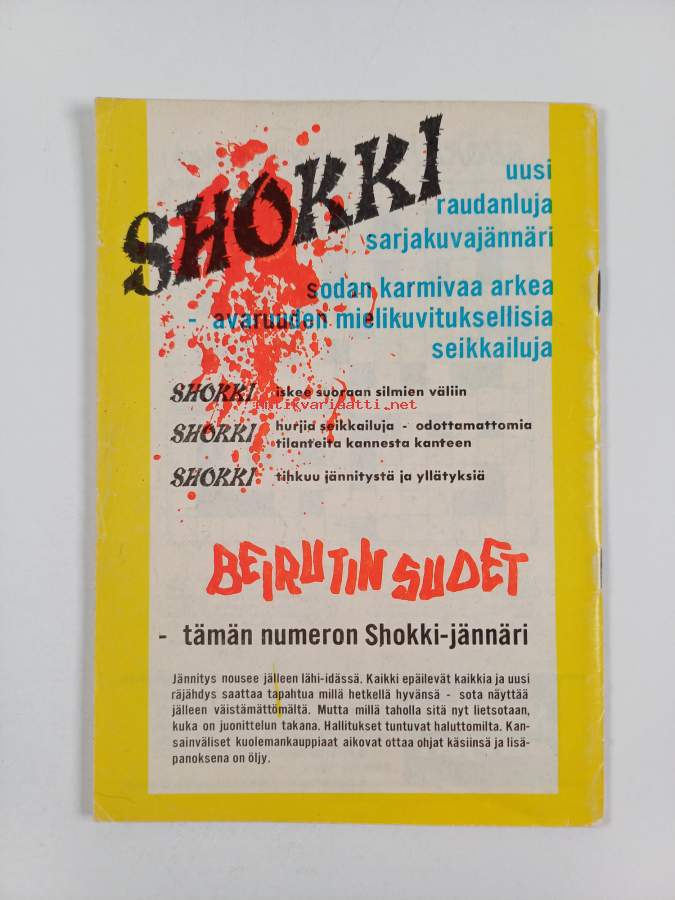 SHOKKI
uusi
raudanluja
sarjakuvajännäri
sodan karmivaa arkea
- avaruuden mielikuvituksellisia
seikkailuja
SHOKKI iskee suoraan silmien väliin
antikvariaatti.net
SHOKKI hurjia seikkailuja - odottamattomia
tilanteita kannesta kanteen
SHOKKI tihkuu jännitystä ja yllätyksiä
BEIRUTIN SUDET
- tämän numeron Shokki-jännäri
Jännitys nousee jälleen lähi-idässä. Kaikki epäilevät kaikkia ja uusi
räjähdys saattaa tapahtua millä hetkellä hyvänsä - sota näyttää
jälleen väistämättömältä. Mutta millä taholla sitä nyt lietsotaan,
kuka on juonittelun takana. Hallitukset tuntuvat haluttomilta. Kan-
sainväliset kuolemankauppiaat aikovat ottaa ohjat käsiinsä ja lisä-
panoksena on öljy.